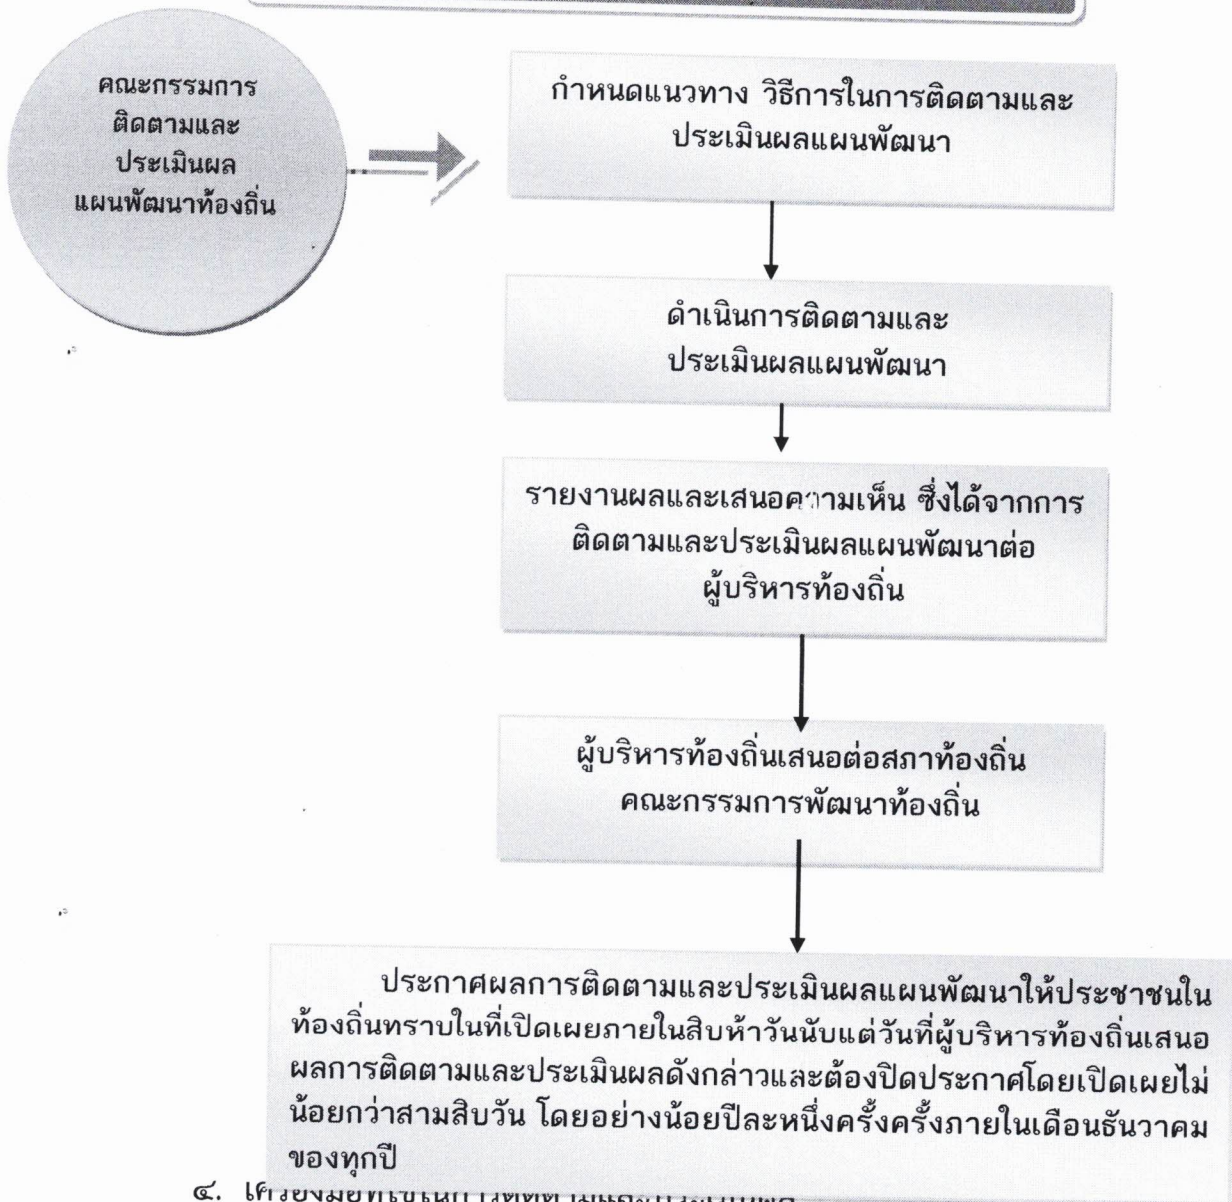 คณะกรรมการ
ติดตามและ
ประเมินผล
แผนพัฒนาท้องถิ่น
กำหนดแนวทาง วิธีการในการติดตามและ
ประเมินผลแผนพัฒนา
ดำเนินการติดตามและ
ประเมินผลแผนพัฒนา
รายงานผลและเสนอความเห็น ซึ่งได้จากการ
ติดตามและประเมินผลแผนพัฒนาต่อ
ผู้บริหารท้องถิ่น
ผู้บริหารท้องถิ่นเสนอต่อสภาท้องถิ่น
คณะกรรมการพัฒนาท้องถิ่น
ประกาศผลการติดตามและประเมินผลแผนพัฒนาให้ประชาชนใน
ท้องถิ่นทราบในที่เปิดเผยภายในสิบห้าวันนับแต่วันที่ผู้บริหารท้องถิ่นเสนอ
ผลการติดตามและประเมินผลดังกล่าวและต้องปิดประกาศโดยเปิดเผยไม่
น้อยกว่าสามสิบวัน โดยอย่างน้อยปีละหนึ่งครั้งครั้งภายในเดือนธันวาคม
ของทุกปี
๔.